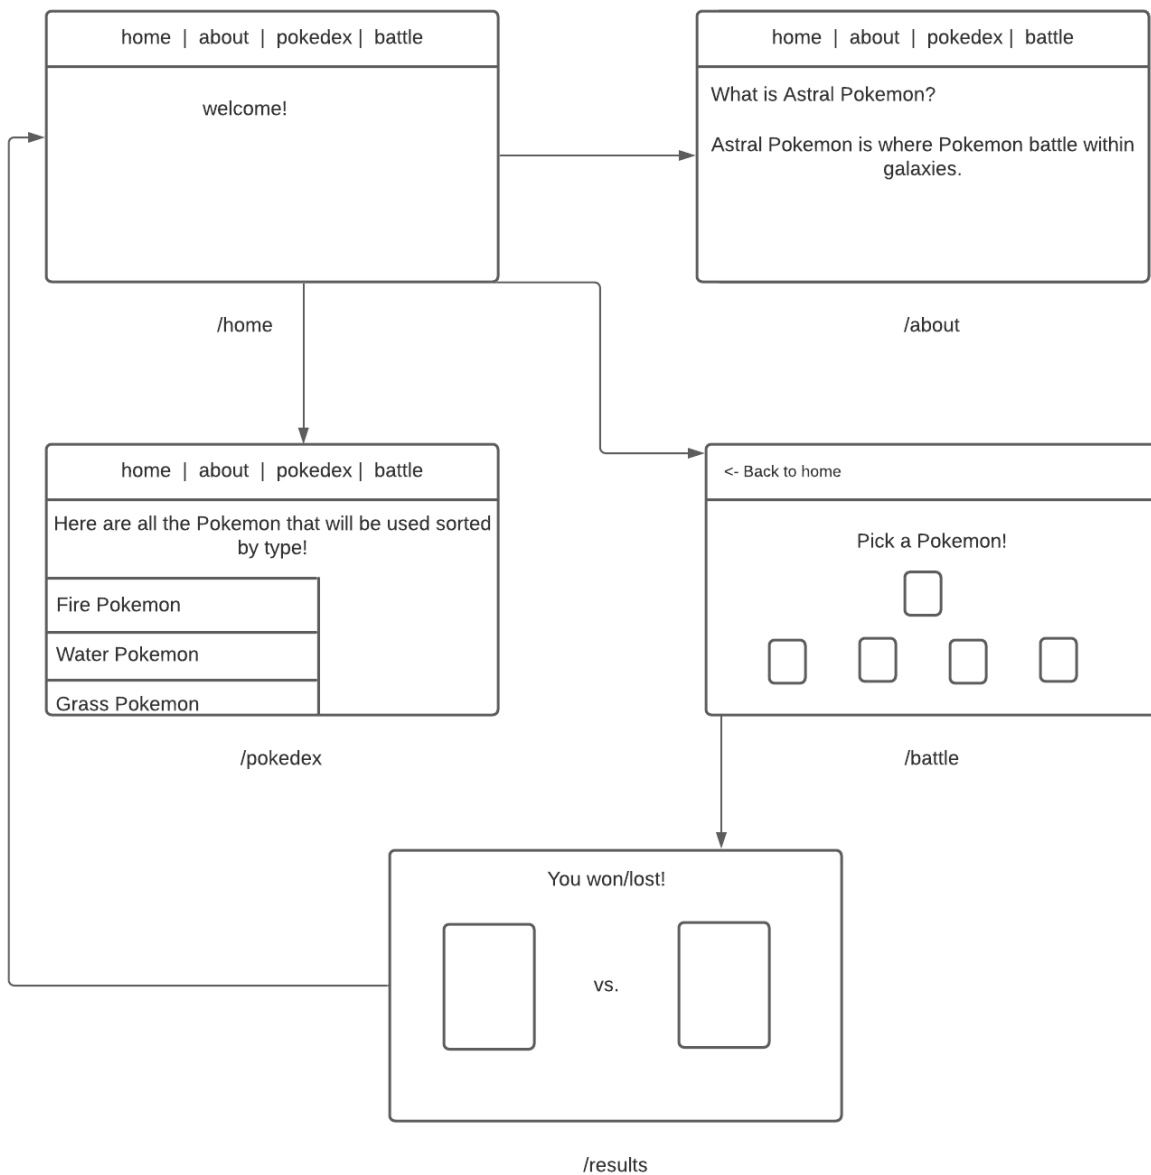 home | about | pokedex | battle
welcome!
/home
home | about | pokedex | battle
What is Astral Pokemon?
Astral Pokemon is where Pokemon battle within
galaxies.
/about
home | about | pokedex | battle
Here are all the Pokemon that will be used sorted
by type!
Fire Pokemon
Water Pokemon
Grass Pokemon
/pokedex
<- Back to home
Pick a Pokemon!
/battle
You won/lost!
vs.
/results